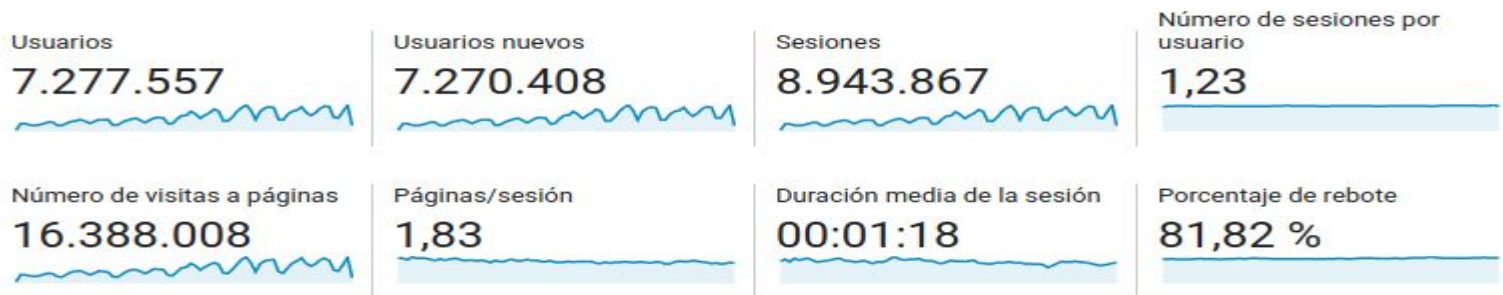 Usuarios
7.277.557
Usuarios nuevos
7.270.408
Sesiones
8.943.867
Número de sesiones por
usuario
1,23
Número de visitas a páginas
16.388.008
Páginas/sesión
1,83
Duración media de la sesión
00:01:18
Porcentaje de rebote
81,82 %